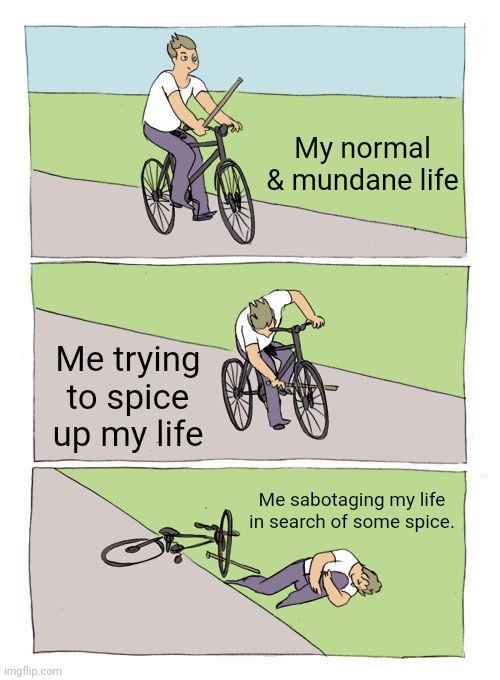 My normal
& mundane life
Me trying
to spice
up my life
Me sabotaging my life
in search of some spice.
imgflip.com